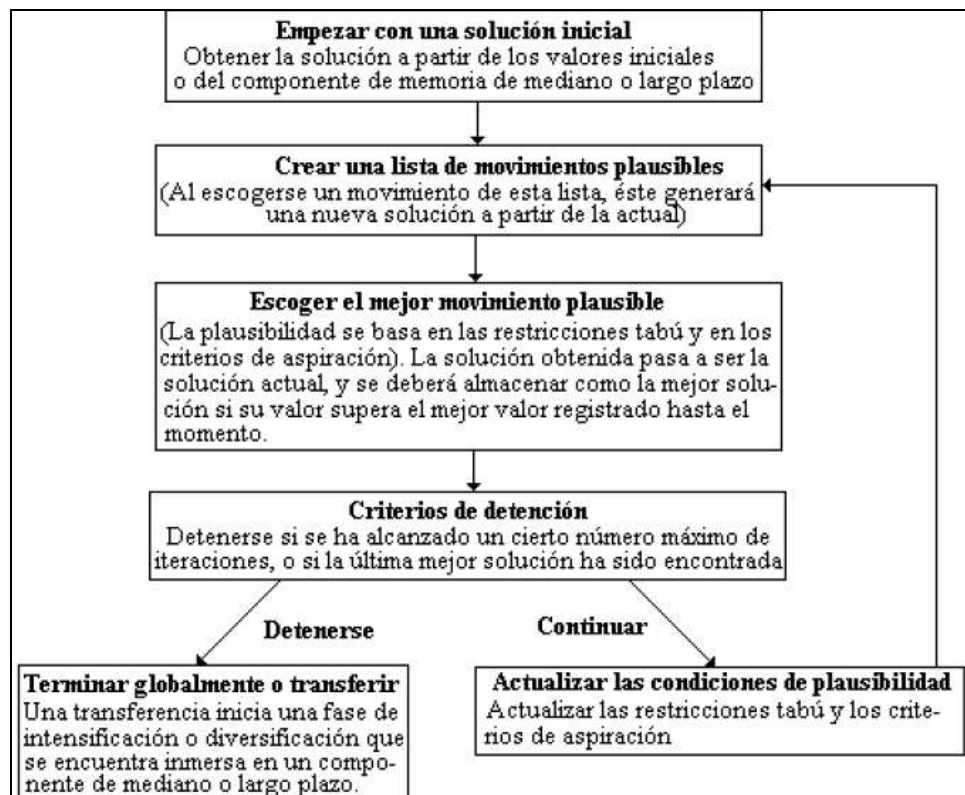 Empezar con una solución inicial
Obtener la solución a partir de los valores iniciales
o del componente de memoria de mediano o largo plazo
Crear una lista de movimientos plausibles
(Al escogerse un movimiento de esta lista, éste generará
una nueva solución a partir de la actual)
Escoger el mejor movimiento plausible
(La plausibilidad se basa en las restricciones tabú y en los
criterios de aspiración). La solución obtenida pasa a ser la
solución actual, y se deberá almacenar como la mejor solu-
ción si su valor supera el mejor valor registrado hasta el
momento.
Criterios de detención
Detenerse si se ha alcanzado un cierto número máximo de
iteraciones, o si la última mejor solución ha sido encontrada
Detenerse
Continuar
Terminar globalmente o transferir
Una transferencia inicia una fase de
intensificación o diversificación que
se encuentra inmersa en un compo-
nente de mediano o largo plazo.
Actualizar las condiciones de plausibilidad
Actualizar las restricciones tabú y los crite-
rios de aspiración